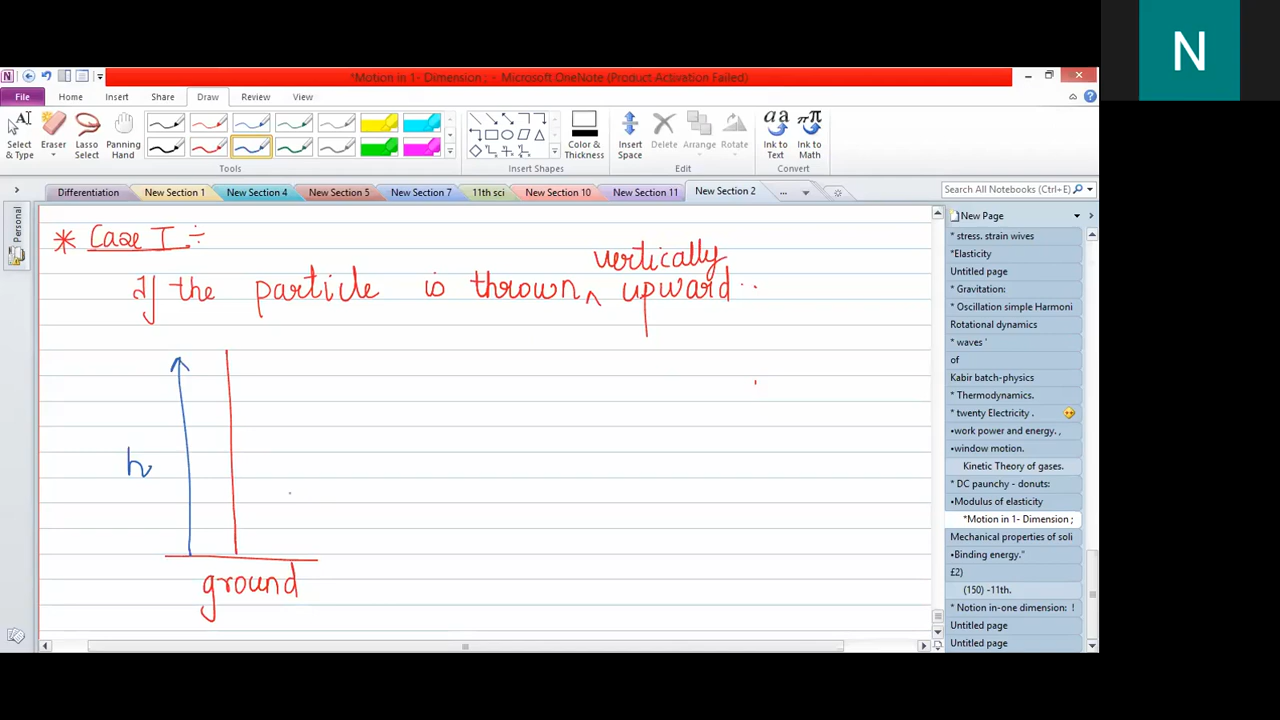 N
*Motion in 1- Dimension ; - Microsoft OneNote (Product Activation Failed)
File Home Insert Share Draw Review View
Select & Type
Eraser
Lasso Select
Panning Hand
Color & Thickness
Insert Space
Delete
Arrange
Rotate
Ink to Text
Ink to Math
Tools
Insert Shapes
Edit
Convert
Differentiation New Section 1 New Section 4 New Section 5 New Section 7 11th sci New Section 10 New Section 11 New Section 2 ...
Search All Notebooks (Ctrl+E)
Personal
* Case I :-
If the particle is thrown ^ vertically upward ..
h
ground
New Page
* stress. strain wives
*Elasticity
Untitled page
* Gravitation:
* Oscillation simple Harmoni
Rotational dynamics
* waves '
of
Kabir batch-physics
* Thermodynamics.
* twenty Electricity .
•work power and energy. ,
•window motion.
Kinetic Theory of gases.
* DC paunchy - donuts:
•Modulus of elasticity
*Motion in 1- Dimension ;
Mechanical properties of soli
•Binding energy."
£2)
(150) -11th.
* Notion in-one dimension: !
Untitled page
Untitled page